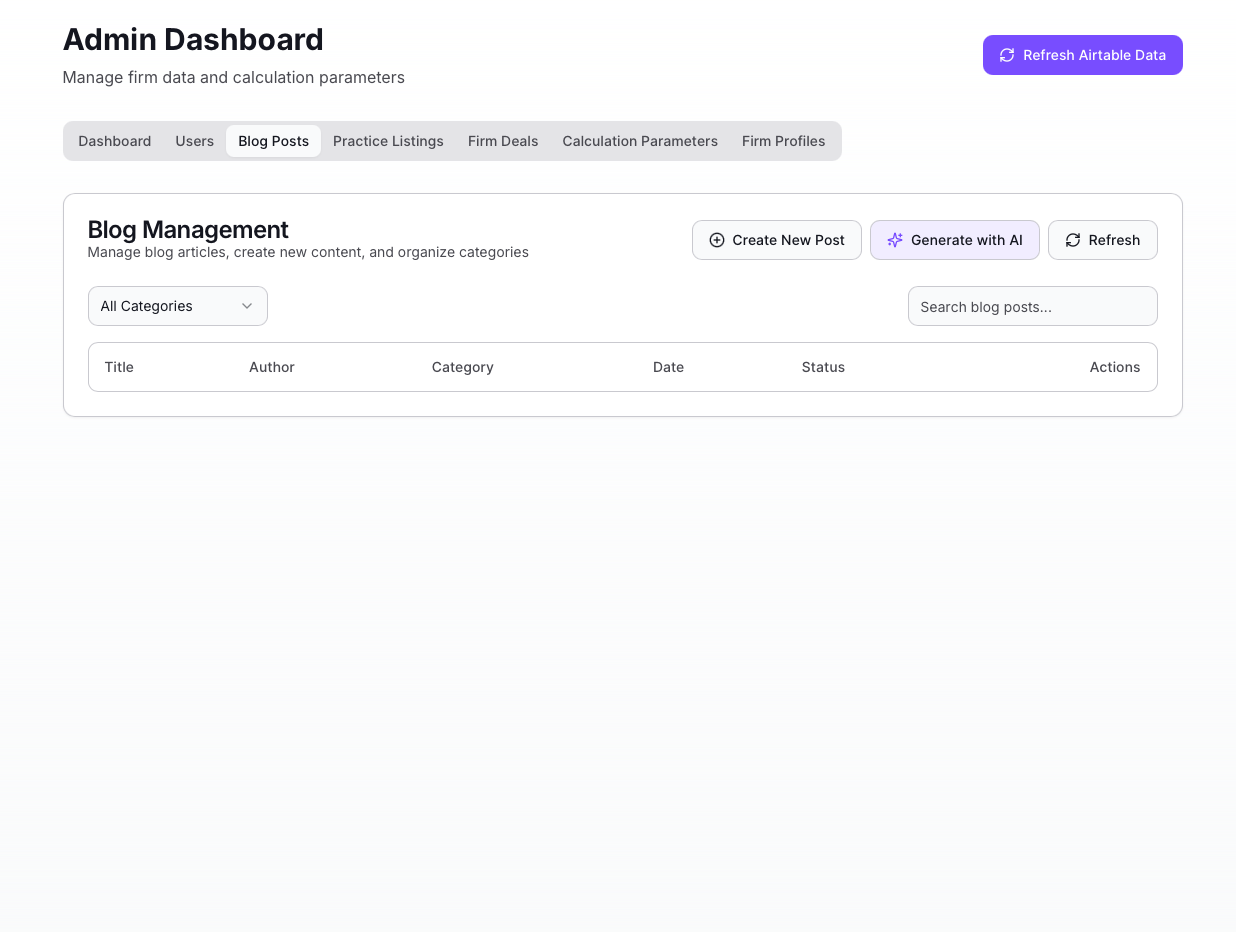 Admin Dashboard
Manage firm data and calculation parameters
Refresh Airtable Data
Dashboard Users Blog Posts Practice Listings Firm Deals Calculation Parameters Firm Profiles
Blog Management
Manage blog articles, create new content, and organize categories
Create New Post Generate with AI Refresh
All Categories Search blog posts...
Title Author Category Date Status Actions